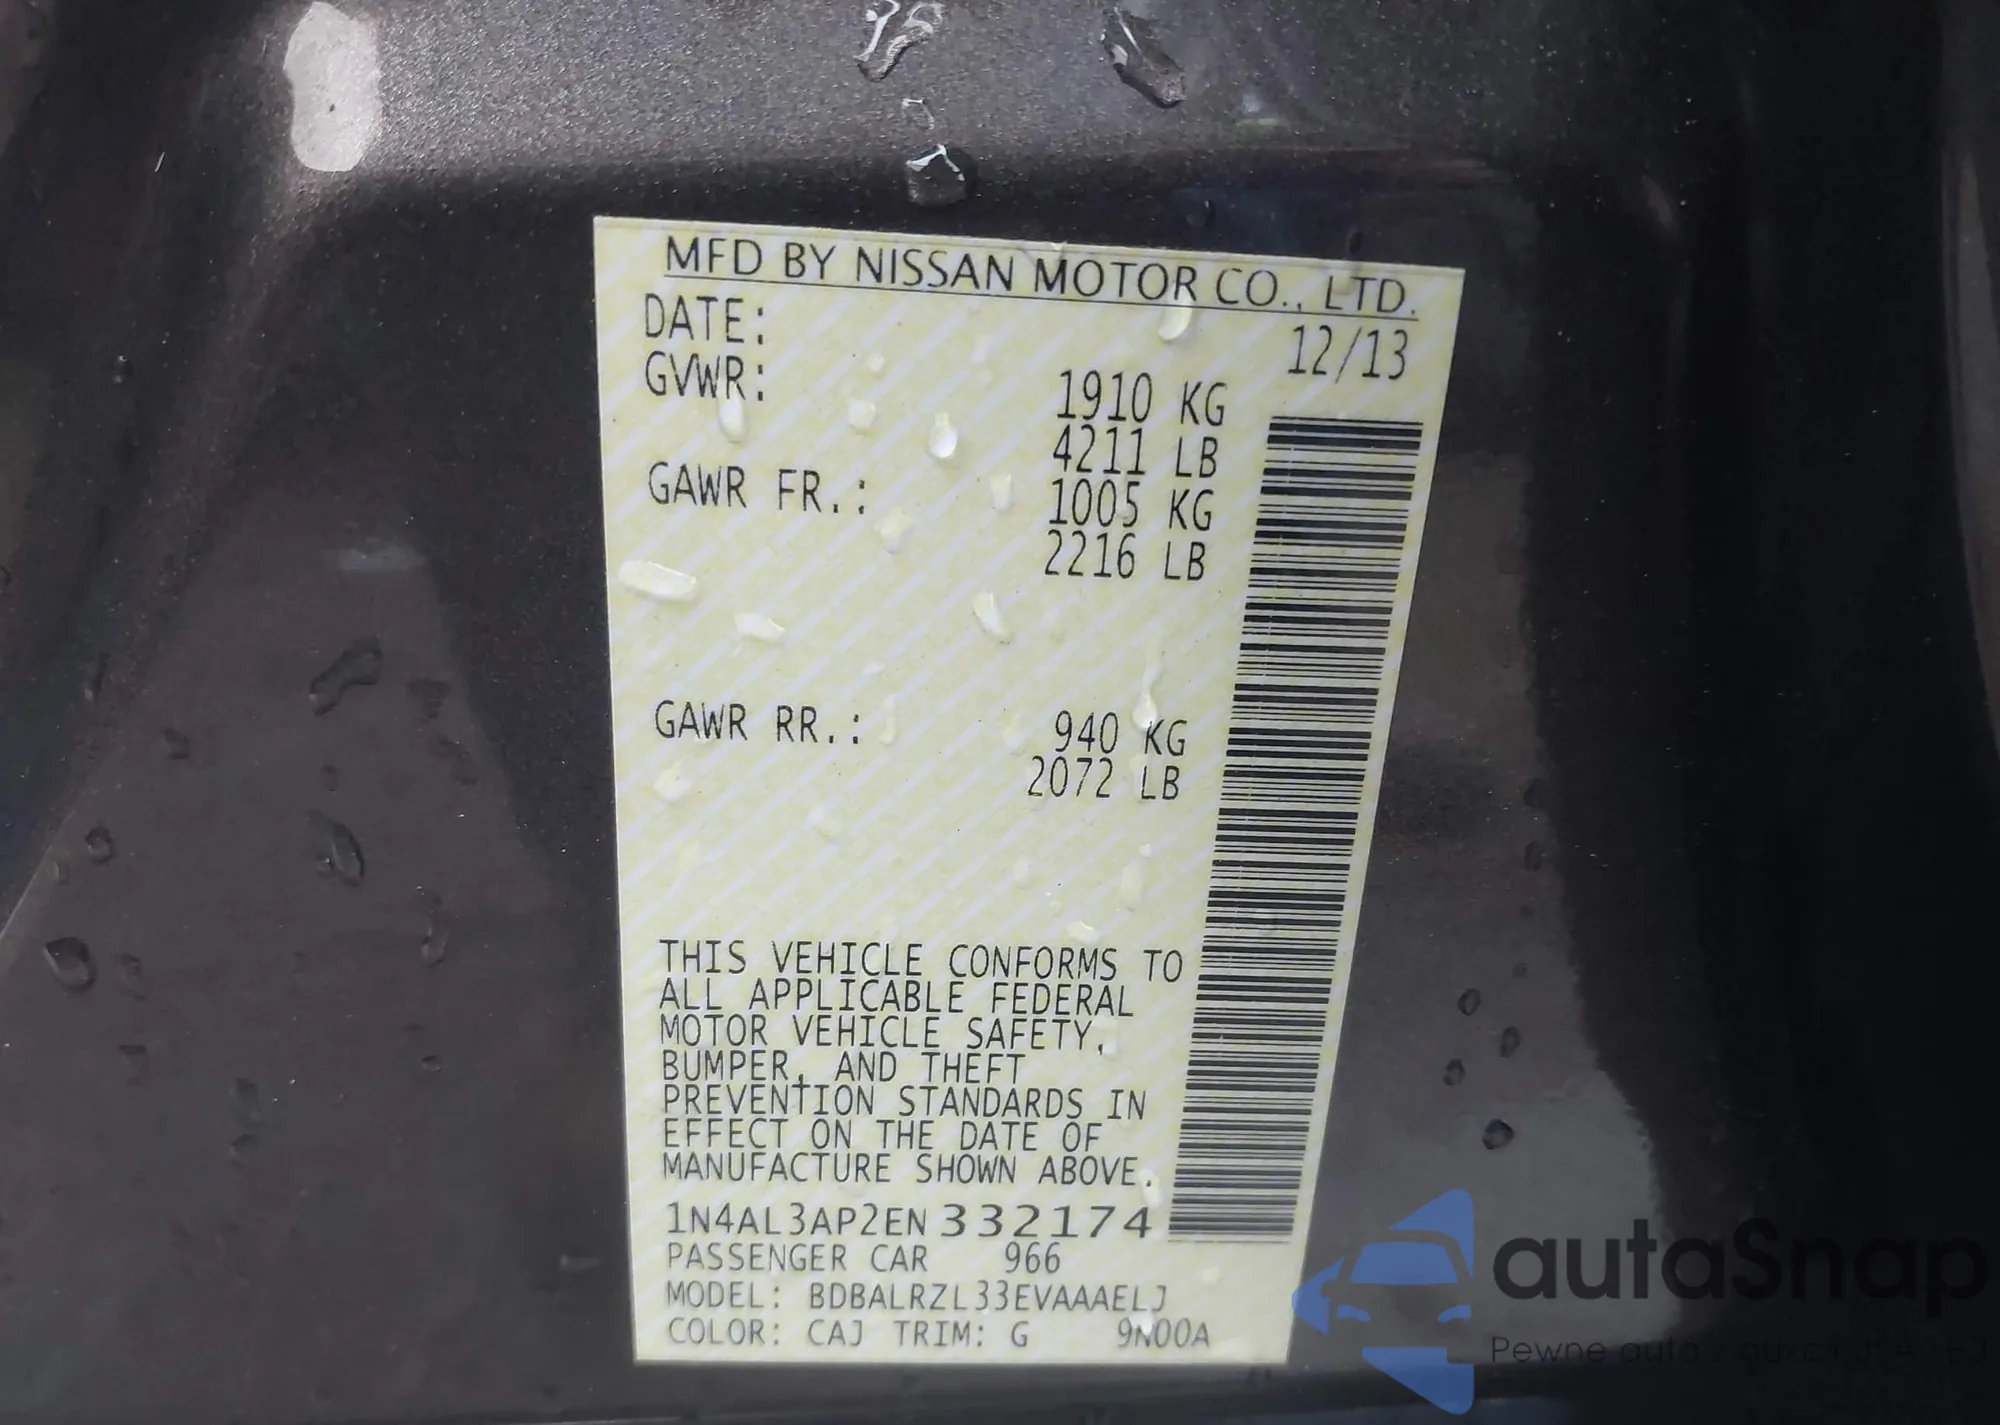 MFD BY NISSAN MOTOR CO., LTD.
DATE: 12/13
GVWR: 1910 KG
4211 LB
GAWR FR.: 1005 KG
2216 LB
GAWR RR.: 940 KG
2072 LB
THIS VEHICLE CONFORMS TO
ALL APPLICABLE FEDERAL
MOTOR VEHICLE SAFETY,
BUMPER, AND THEFT
PREVENTION STANDARDS IN
EFFECT ON THE DATE OF
MANUFACTURE SHOWN ABOVE.
1N4AL3AP2EN332174
PASSENGER CAR 966
MODEL: BDBALRZL33EVAAAELJ
COLOR: CAJ TRIM: G 9N00A
autaSnap
Pewne auto z